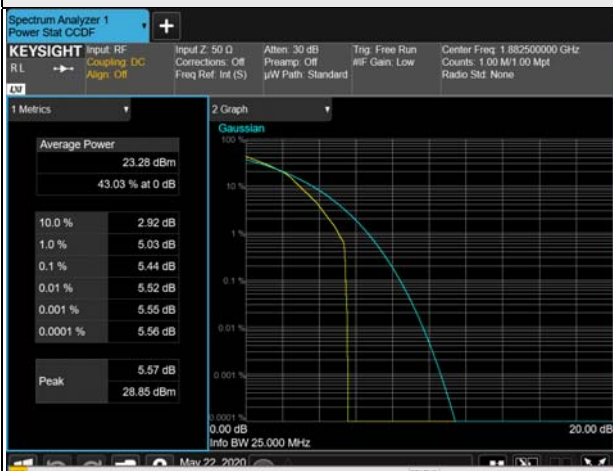 Spectrum Analyzer 1
Power Stat CCDF
KEYSIGHT
RL
LXI
Input: RF
Coupling: DC
Align: Off
Input Z: 50 Ω
Corrections: Off
Freq Ref: Int (S)
Atten: 30 dB
Preamp: Off
µW Path: Standard
Trig: Free Run
#IF Gain: Low
Center Freq: 1.882500000 GHz
Counts: 1.00 M/1.00 Mpt
Radio Std: None
1 Metrics
Average Power
23.28 dBm
43.03 % at 0 dB
10.0 % 2.92 dB
1.0 % 5.03 dB
0.1 % 5.44 dB
0.01 % 5.52 dB
0.001 % 5.55 dB
0.0001 % 5.56 dB
Peak
5.57 dB
28.85 dBm
2 Graph
Gaussian
100 %
10 %
1 %
0.1 %
0.01 %
0.001 %
0.0001 %
0.00 dB 20.00 dB
Info BW 25.000 MHz
May 22, 2020